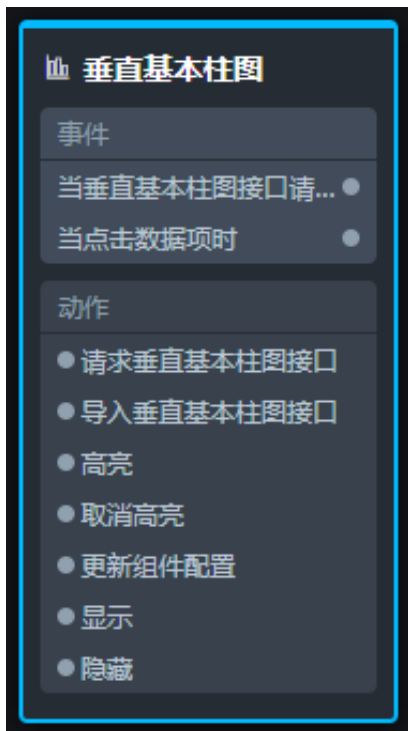 垂直基本柱图
事件
当垂直基本柱图接口请...
当点击数据项时
动作
请求垂直基本柱图接口
导入垂直基本柱图接口
高亮
取消高亮
更新组件配置
显示
隐藏